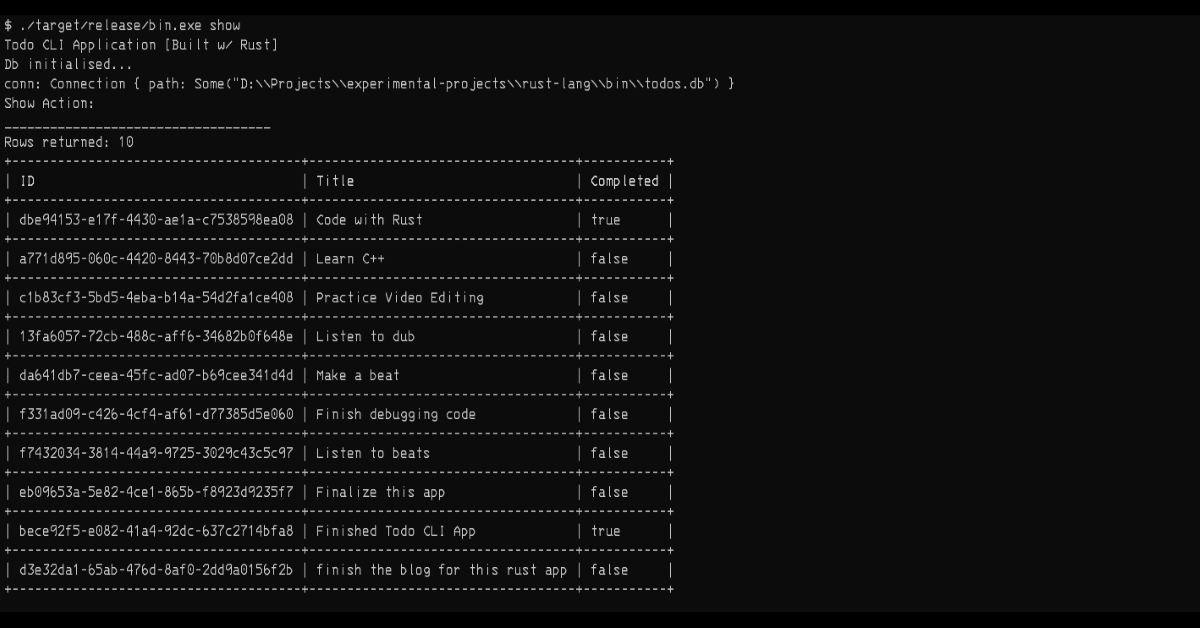 $ ./target/release/bin.exe show
Todo CLI Application [Built w/ Rust]
Db initialised...
conn: Connection { path: Some("D:\\Projects\\experimental-projects\\rust-lang\\bin\\todos.db") }
Show Action:
___________________________________
Rows returned: 10
+--------------------------------------+-----------------------------------+-----------+
| ID                                   | Title                             | Completed |
+--------------------------------------+-----------------------------------+-----------+
| dbe94153-e17f-4430-ae1a-c7538598ea08 | Code with Rust                    | true      |
+--------------------------------------+-----------------------------------+-----------+
| a771d895-060c-4420-8443-70b8d07ce2dd | Learn C++                         | false     |
+--------------------------------------+-----------------------------------+-----------+
| c1b83cf3-5bd5-4eba-b14a-54d2fa1ce408 | Practice Video Editing            | false     |
+--------------------------------------+-----------------------------------+-----------+
| 13fa6057-72cb-488c-aff6-34682b0f648e | Listen to dub                     | false     |
+--------------------------------------+-----------------------------------+-----------+
| da641db7-ceea-45fc-ad07-b69cee341d4d | Make a beat                       | false     |
+--------------------------------------+-----------------------------------+-----------+
| f331ad09-c426-4cf4-af61-d77385d5e060 | Finish debugging code             | false     |
+--------------------------------------+-----------------------------------+-----------+
| f7432034-3814-44a9-9725-3029c43c5c97 | Listen to beats                   | false     |
+--------------------------------------+-----------------------------------+-----------+
| eb09653a-5e82-4ce1-865b-f8923d9235f7 | Finalize this app                 | false     |
+--------------------------------------+-----------------------------------+-----------+
| bece92f5-e082-41a4-92dc-637c2714bfa8 | Finished Todo CLI App             | true      |
+--------------------------------------+-----------------------------------+-----------+
| d3e32da1-65ab-476d-8af0-2dd9a0156f2b | finish the blog for this rust app | false     |
+--------------------------------------+-----------------------------------+-----------+